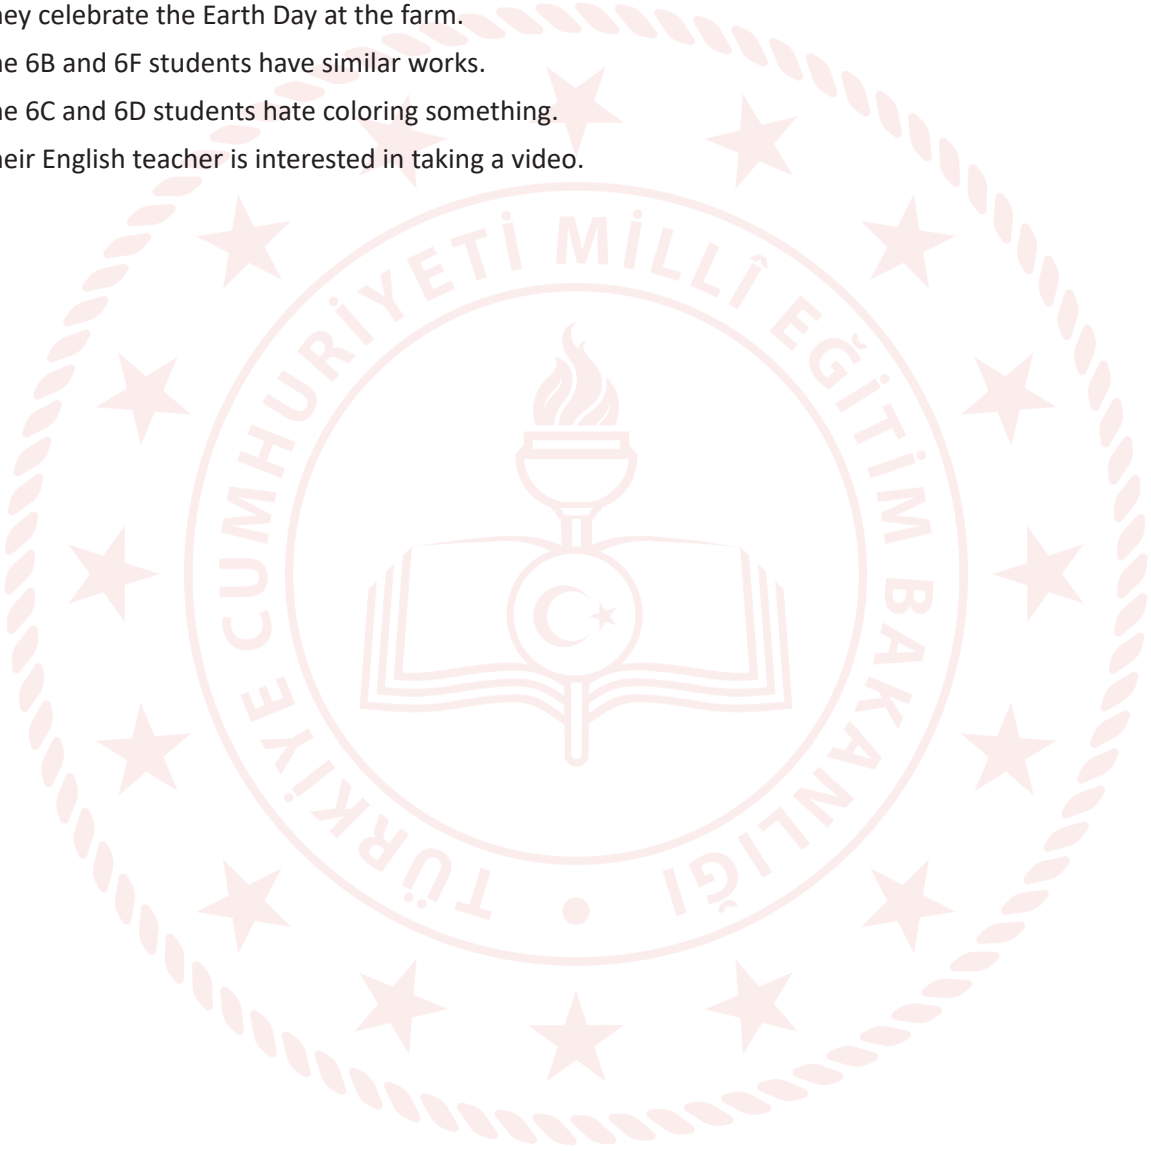 hey celebrate the Earth Day at the farm.
he 6B and 6F students have similar works.
he 6C and 6D students hate coloring something.
heir English teacher is interested in taking a video.
TÜRKİYE CUMHURİYETİ MİLLÎ EĞİTİM BAKANLIĞI